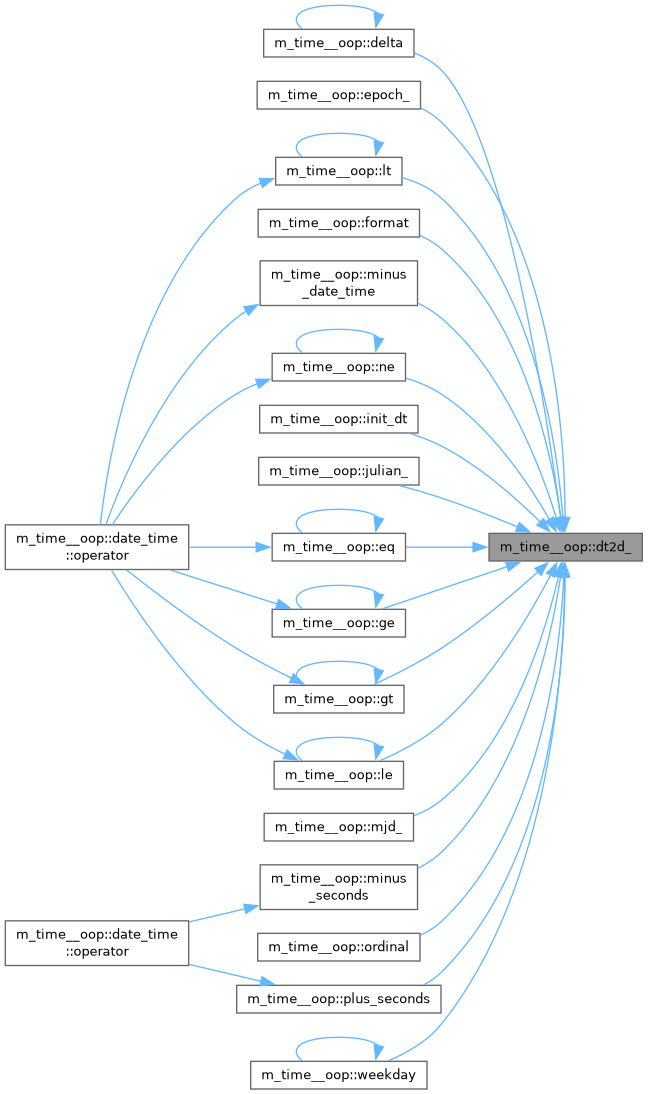 m_time__oop::delta
m_time__oop::epoch_
m_time__oop::lt
m_time__oop::format
m_time__oop::minus
_date_time
m_time__oop::ne
m_time__oop::init_dt
m_time__oop::julian_
m_time__oop::date_time
::operator
m_time__oop::eq
m_time__oop::dt2d_
m_time__oop::ge
m_time__oop::gt
m_time__oop::le
m_time__oop::mjd_
m_time__oop::minus
_seconds
m_time__oop::date_time
::operator
m_time__oop::ordinal
m_time__oop::plus_seconds
m_time__oop::weekday